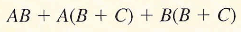 AB + A(B + C) + B(B + C)